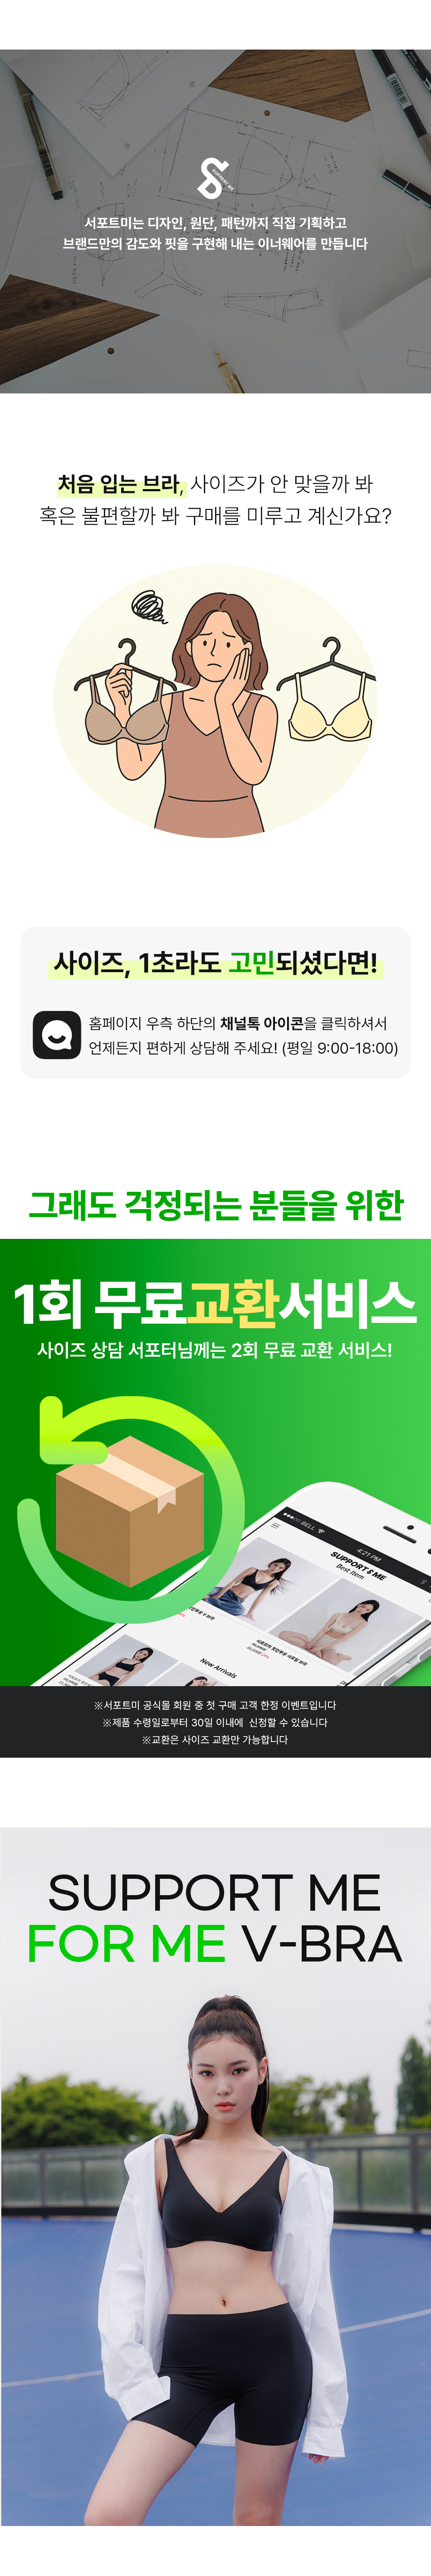 SUPPORT ME
서포트미는 디자인, 원단, 패턴까지 직접 기획하고
브랜드만의 감도와 핏을 구현해 내는 이너웨어를 만듭니다
처음 입는 브라, 사이즈가 안 맞을까 봐
혹은 불편할까 봐 구매를 미루고 계신가요?
사이즈, 1초라도 고민되셨다면!
홈페이지 우측 하단의 채널톡 아이콘을 클릭하셔서
언제든지 편하게 상담해 주세요! (평일 9:00-18:00)
그래도 걱정되는 분들을 위한
1회 무료교환서비스
사이즈 상담 서포터님께는 2회 무료 교환 서비스!
BELL
4:21 PM
SUPPORT ME
Best Item
New Arrivals
※서포트미 공식몰 회원 중 첫 구매 고객 한정 이벤트입니다
※제품 수령일로부터 30일 이내에 신청할 수 있습니다
※교환은 사이즈 교환만 가능합니다
SUPPORT ME
FOR ME V-BRA